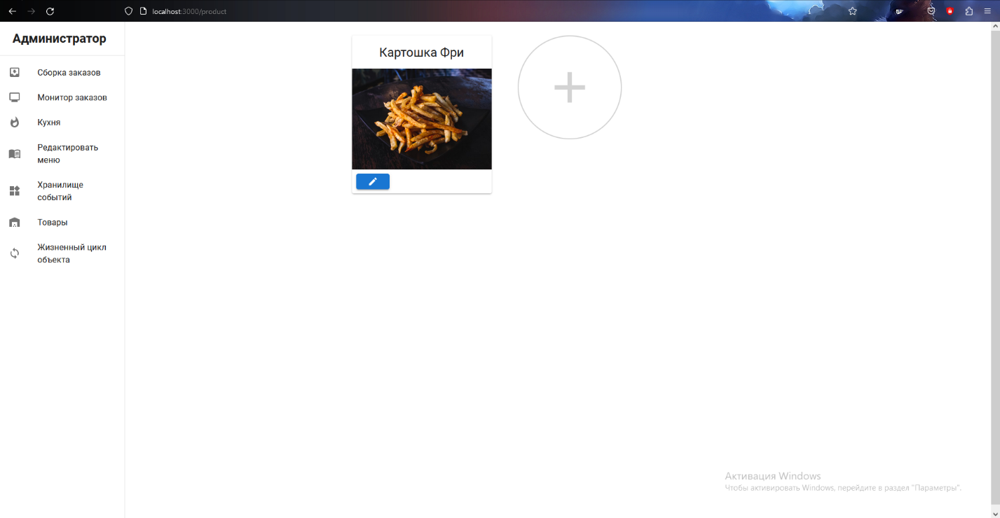 localhost:3000/product
Администратор
Сборка заказов
Монитор заказов
Кухня
Редактировать
меню
Хранилище
событий
Товары
Жизненный цикл
объекта
Картошка Фри
Активация Windows
Чтобы активировать Windows, перейдите в раздел "Параметры".